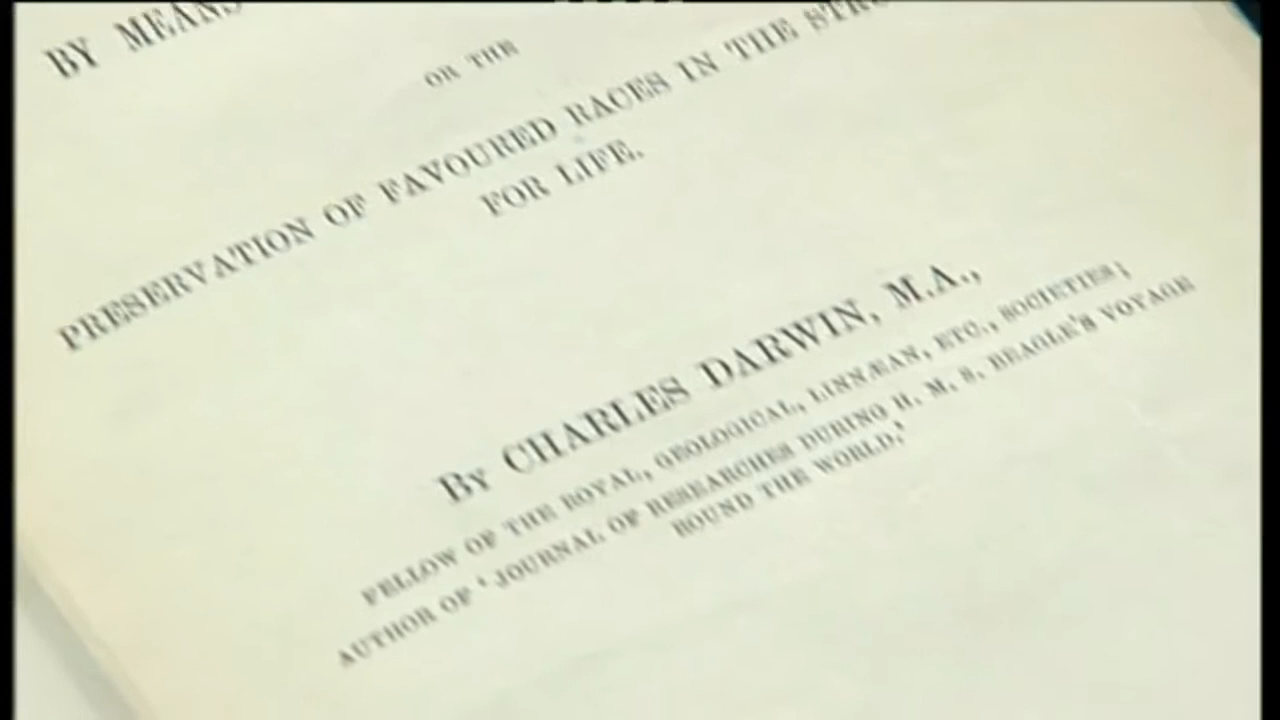 BY MEANS
OR THE
PRESERVATION OF FAVOURED RACES IN THE
FOR LIFE.
BY CHARLES DARWIN, M.A.,
FELLOW OF THE ROYAL, GEOLOGICAL, LINNÆAN, ETC., SOCIETIES;
AUTHOR OF 'JOURNAL OF RESEARCHES DURING H. M. S. BEAGLE'S VOYAGE
ROUND THE WORLD.'